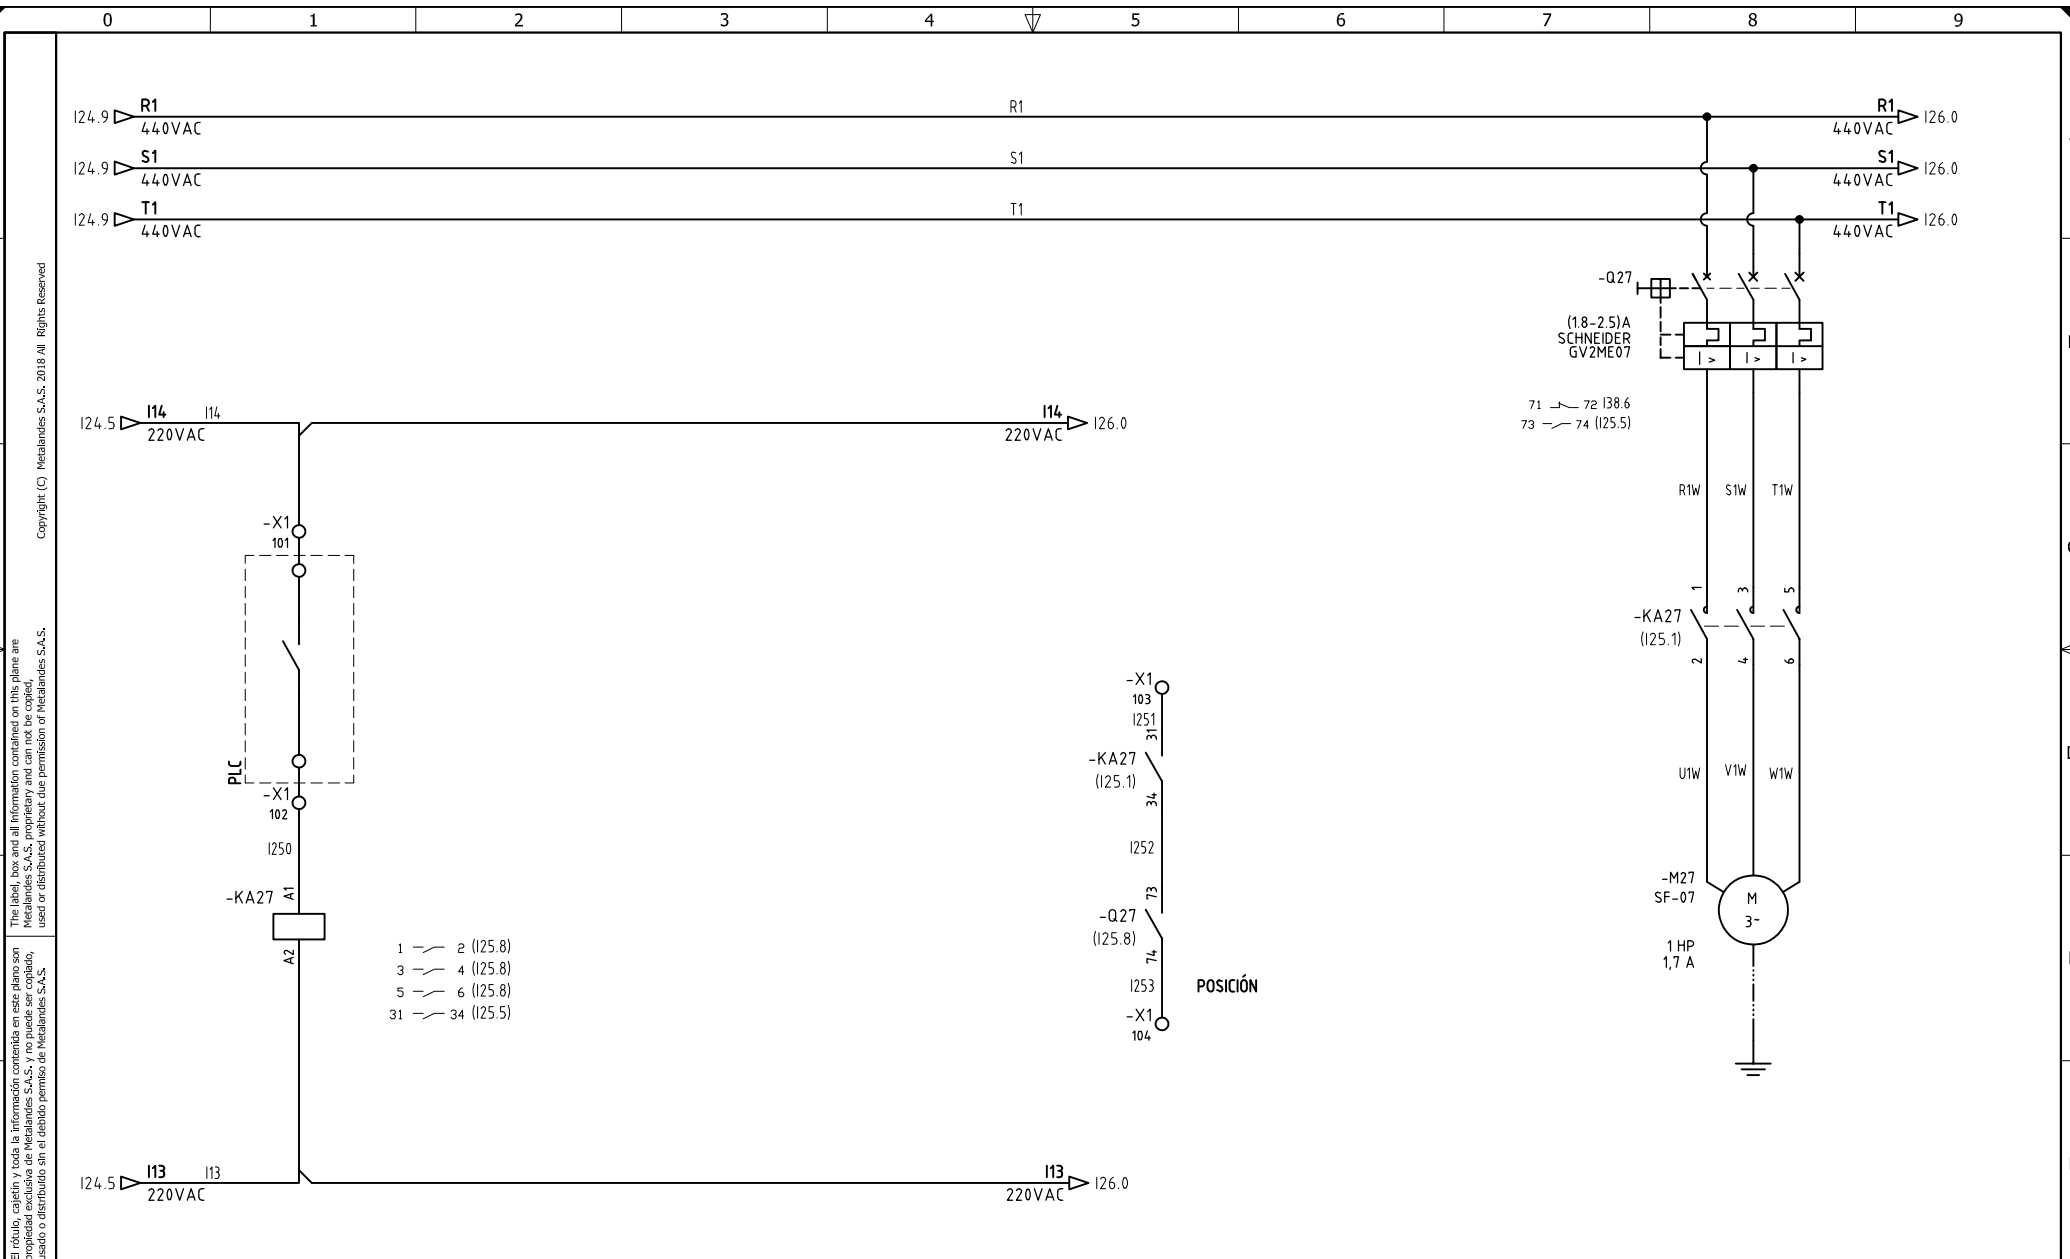 0 1 2 3 4 5 6 7 8 9
I24.9 R1 R1 R1 I26.0
440VAC 440VAC
I24.9 S1 S1 S1 I26.0
440VAC 440VAC
I24.9 T1 T1 T1 I26.0
440VAC 440VAC
-Q27
(1.8-2.5)A
SCHNEIDER
GV2ME07
I> I> I>
71 72 I38.6
73 74 (I25.5)
I24.5 I14 I14 I14 I26.0
220VAC 220VAC
R1W S1W T1W
-X1
101
PLC
-X1
102
I250
-KA27 A1
A2
1 2 (I25.8)
3 4 (I25.8)
5 6 (I25.8)
31 34 (I25.5)
-X1
103
I251
31
-KA27
(I25.1)
34
I252
73
-Q27
(I25.8)
74
I253 POSICIÓN
-X1
104
1 3 5
-KA27
(I25.1)
2 4 6
U1W V1W W1W
-M27
SF-07
M
3~
1 HP
1,7 A
I24.5 I13 I13 I13 I26.0
220VAC 220VAC
Copyright (C) Metalandes S.A.S. 2018 All Rights Reserved
The label, box and all information contained on this plane are
Metalandes S.A.S. proprietary and can not be copied,
used or distributed without due permission of Metalandes S.A.S.
El rótulo, cajetín y toda la información contenida en este plano son
propiedad exclusiva de Metalandes S.A.S. y no puede ser copiado,
usado o distribuido sin el debido permiso de Metalandes S.A.S.